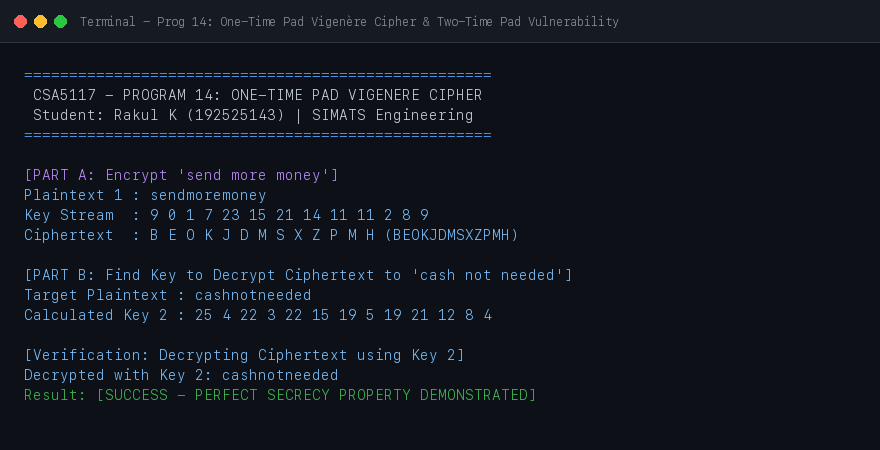 Terminal — Prog 14: One-Time Pad Vigenère Cipher & Two-Time Pad Vulnerability
====================================================
CSA5117 - PROGRAM 14: ONE-TIME PAD VIGENERE CIPHER
Student: Rakul K (192525143) | SIMATS Engineering
====================================================
[PART A: Encrypt 'send more money']
Plaintext 1 : sendmoremoney
Key Stream  : 9 0 1 7 23 15 21 14 11 11 2 8 9
Ciphertext  : B E O K J D M S X Z P M H (BEOKJDMSXZPMH)
[PART B: Find Key to Decrypt Ciphertext to 'cash not needed']
Target Plaintext : cashnotneeded
Calculated Key 2 : 25 4 22 3 22 15 19 5 19 21 12 8 4
[Verification: Decrypting Ciphertext using Key 2]
Decrypted with Key 2: cashnotneeded
Result: [SUCCESS - PERFECT SECRECY PROPERTY DEMONSTRATED]